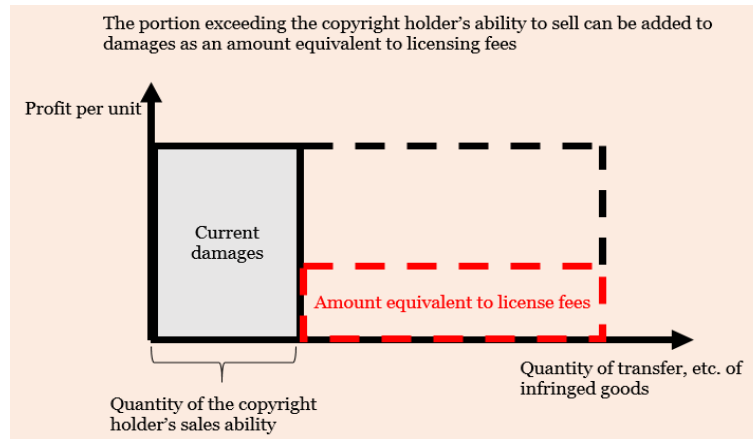 The portion exceeding the copyright holder's ability to sell can be added to
damages as an amount equivalent to licensing fees
Profit per unit
Current
damages
Amount equivalent to license fees
Quantity of transfer, etc. of
infringed goods
Quantity of the copyright
holder's sales ability